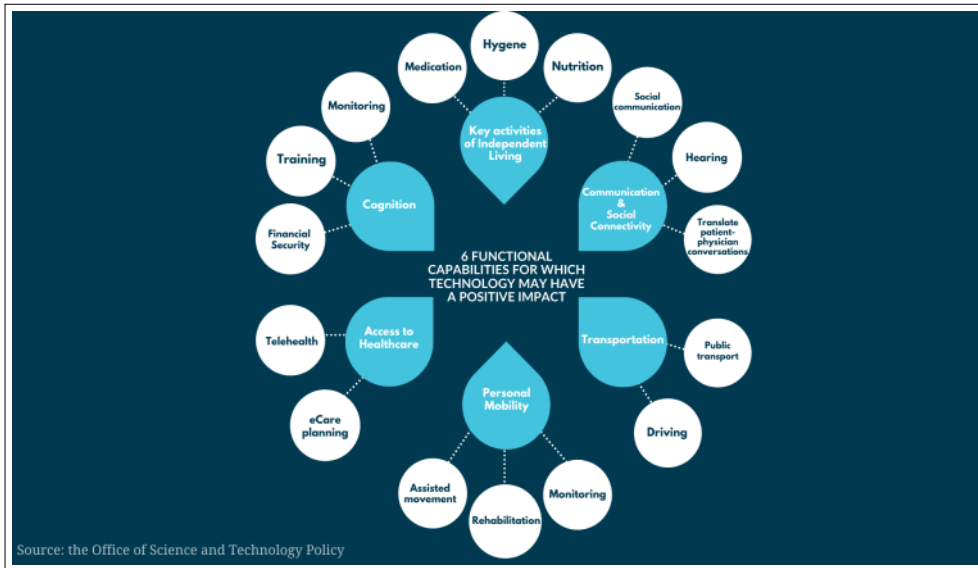 Hygene
Medication
Nutrition
Key activities
of Independent
Living
Social
communication
Hearing
Communication
&
Social
Connectivity
Translate
patient-
physician
conversations
Monitoring
Training
Cognition
Financial
Security
6 FUNCTIONAL
CAPABILITIES FOR WHICH
TECHNOLOGY MAY HAVE
A POSITIVE IMPACT
Telehealth
Access to
Healthcare
eCare
planning
Transportation
Public
transport
Driving
Personal
Mobility
Assisted
movement
Rehabilitation
Monitoring
Source: the Office of Science and Technology Policy